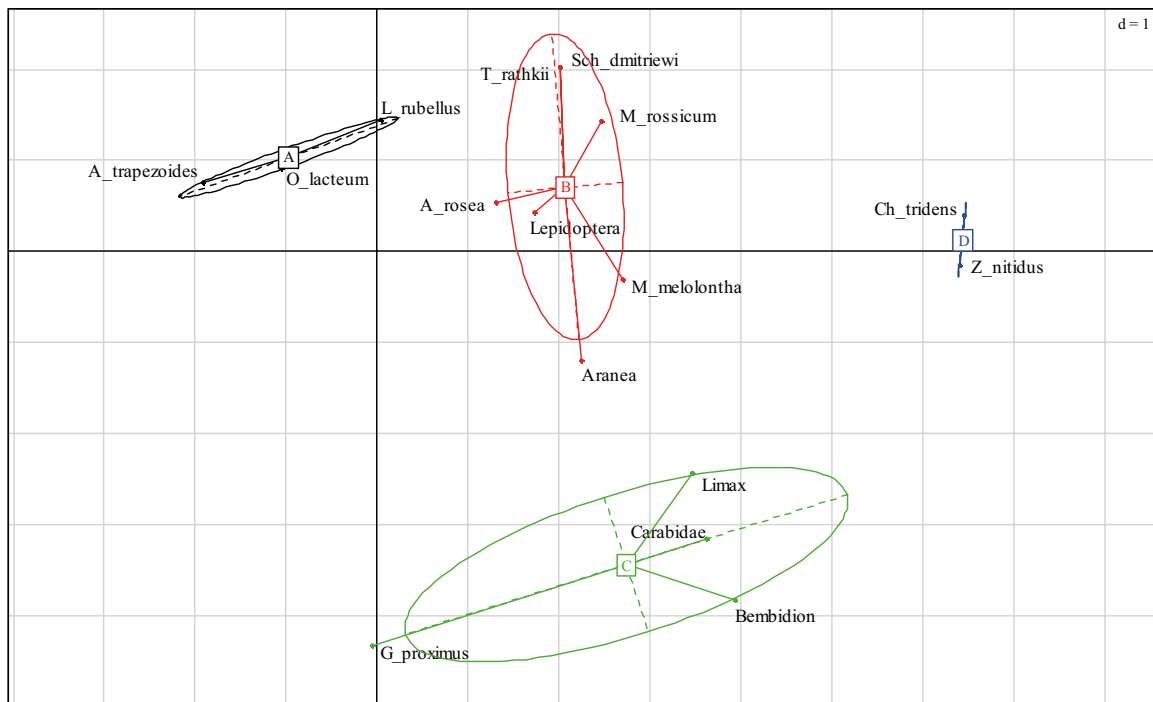 d = 1
Sch_dmitriewi
T_rathkii
L_rubellus
M_rossicum
A
A_trapezoides
O_lacteum
B
A_rosea
Ch_tridens
Lepidoptera
D
Z_nitidus
M_melolontha
Aranea
Limax
Carabidae
C
Bembidion
G_proximus